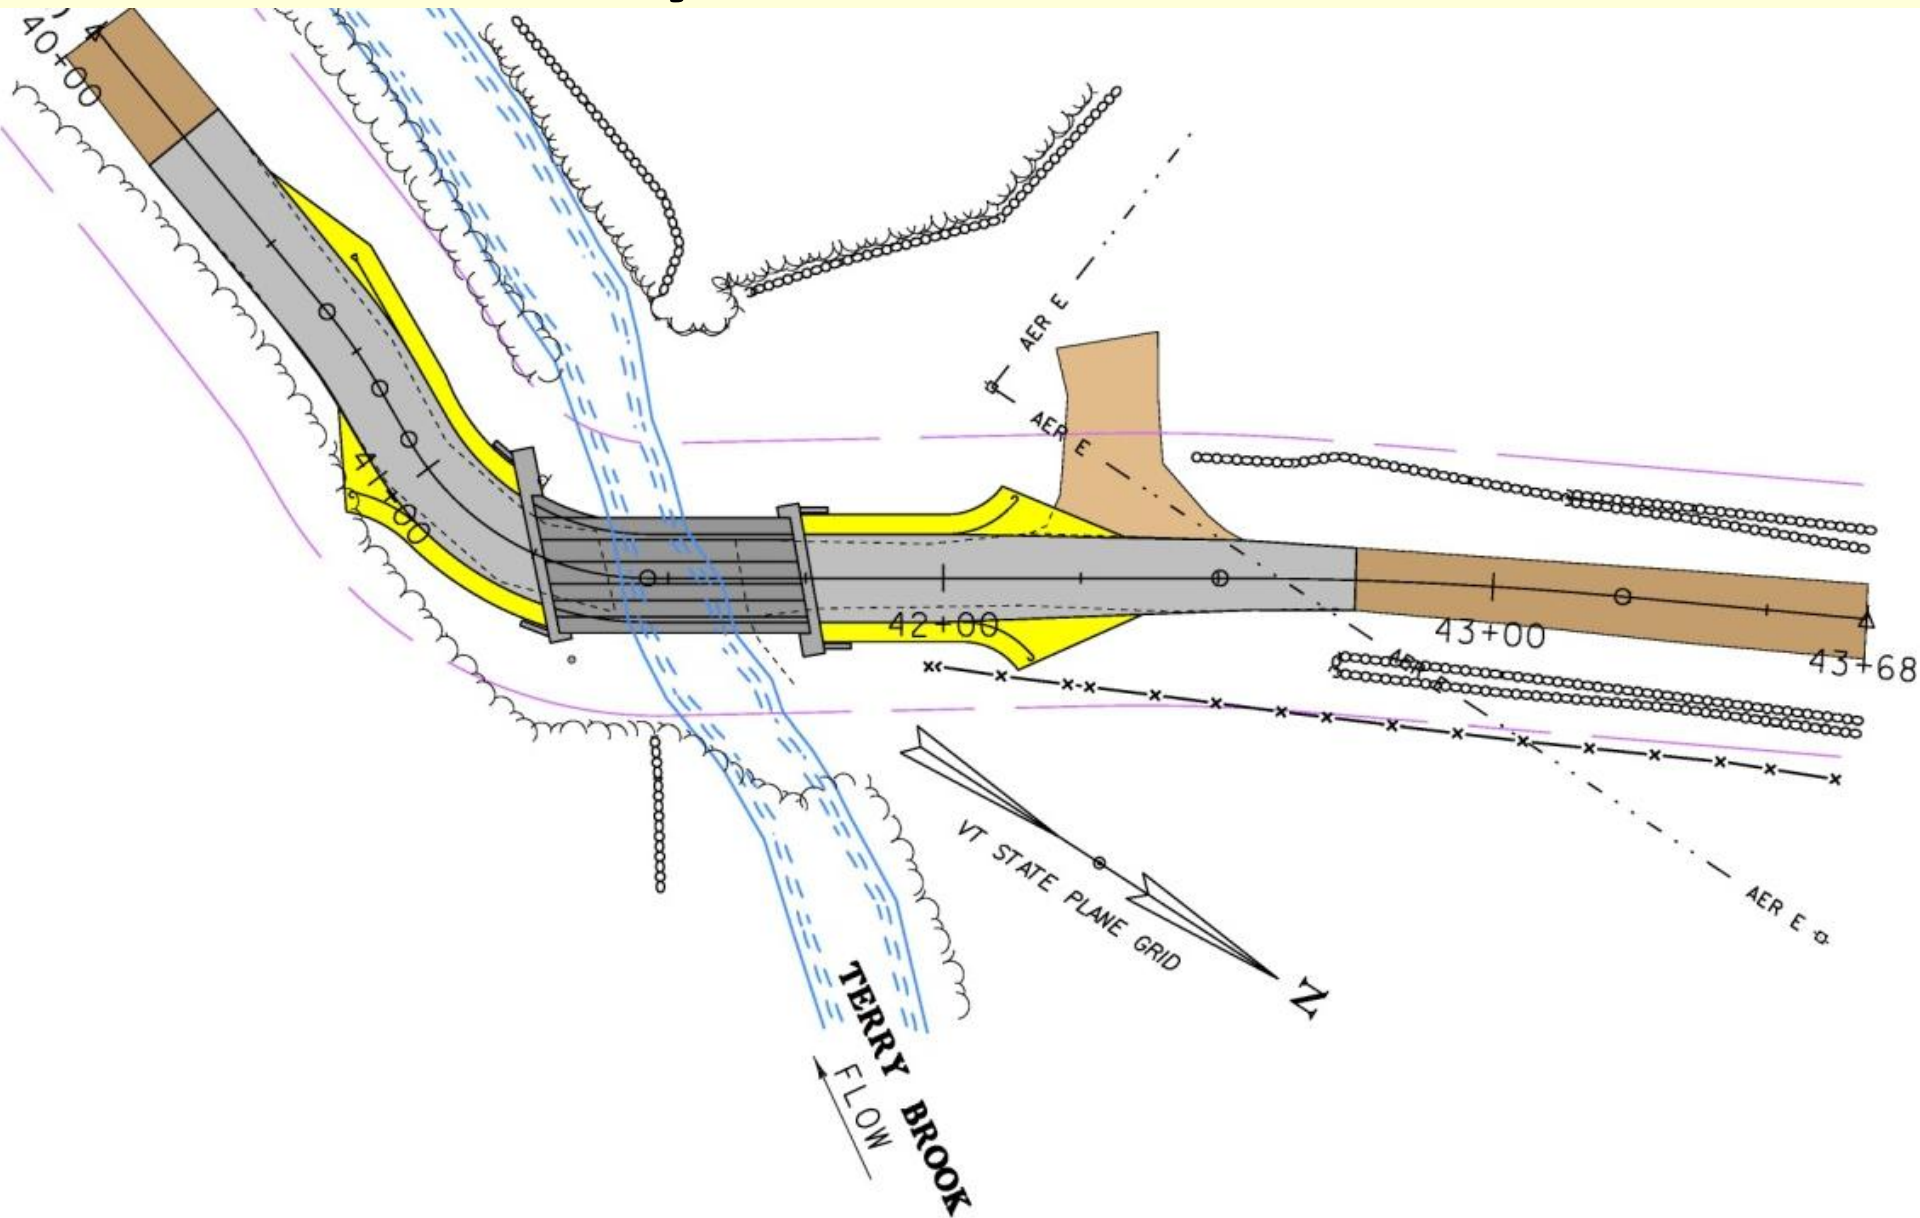 40+00
AER E
AER E
41+00
42+00
43+00
43+68
AER E
VT STATE PLANE GRID
AER E
N
TERRY BROOK
FLOW